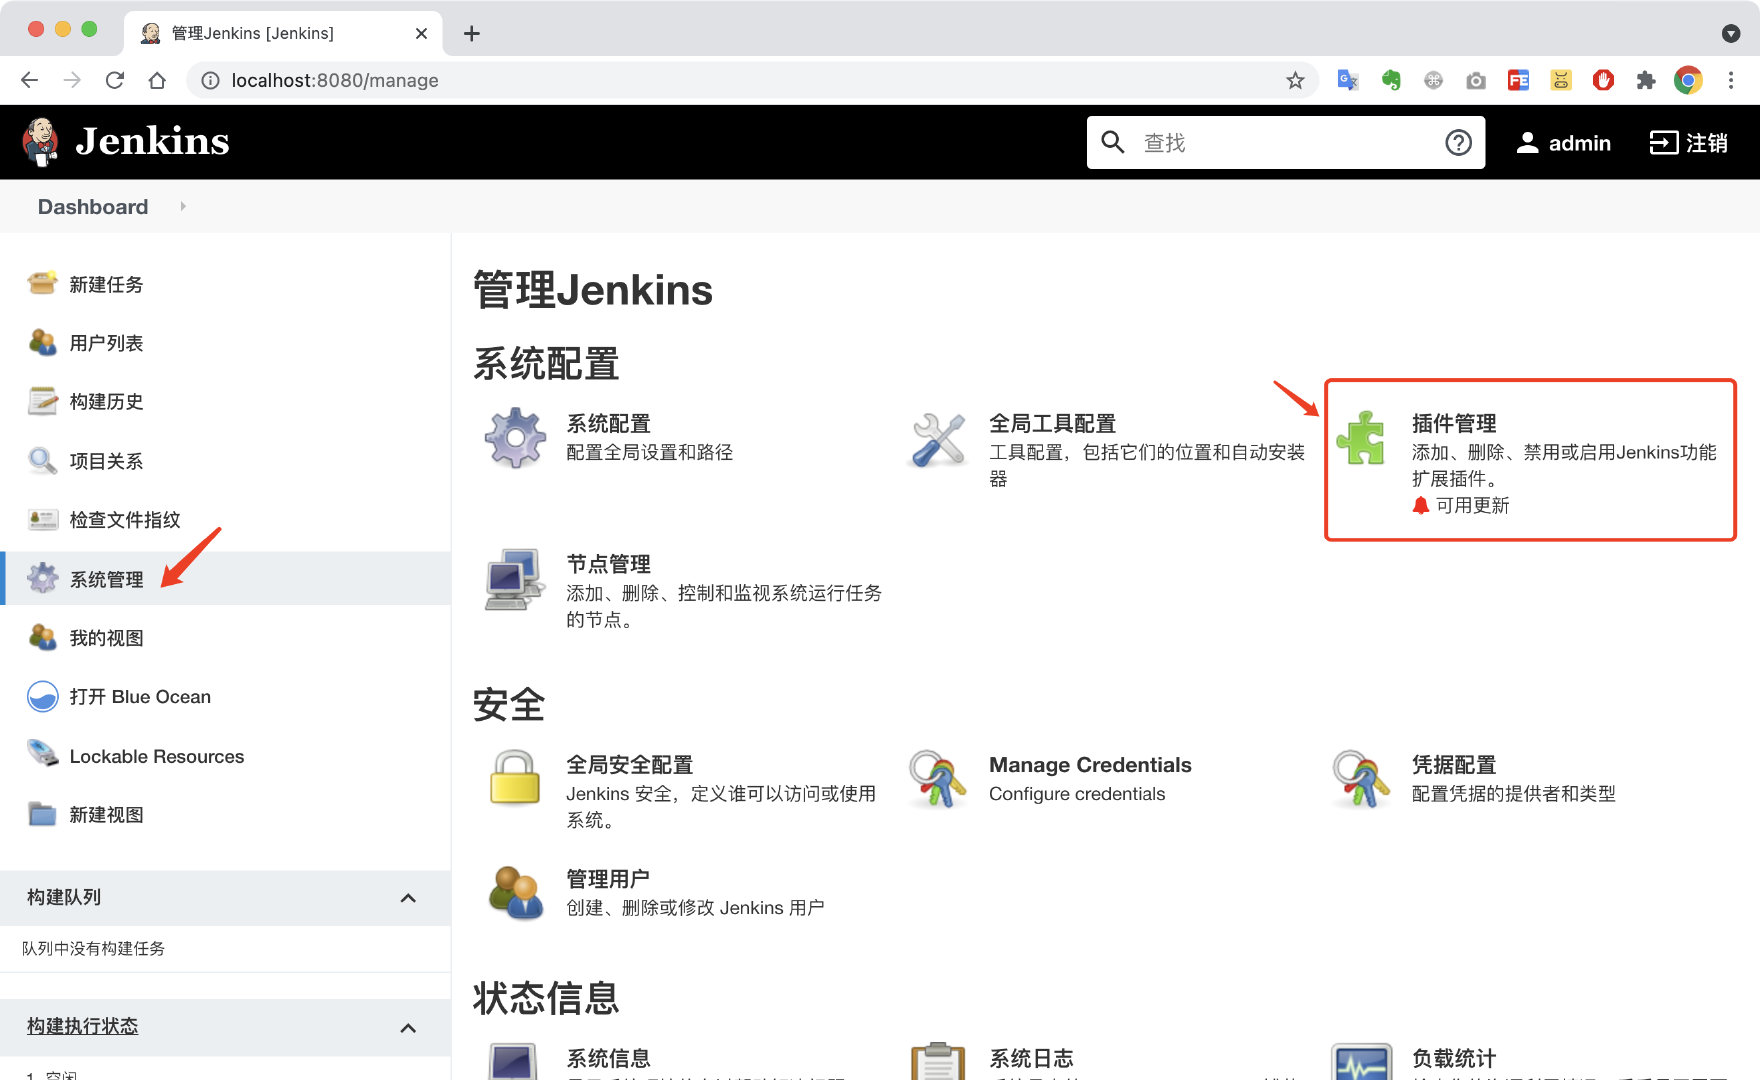 管理Jenkins [Jenkins]
localhost:8080/manage
Jenkins
查找
admin
注销
Dashboard
新建任务
用户列表
构建历史
项目关系
检查文件指纹
系统管理
我的视图
打开 Blue Ocean
Lockable Resources
新建视图
构建队列
队列中没有构建任务
构建执行状态
1 空闲
管理Jenkins
系统配置
系统配置
配置全局设置和路径
全局工具配置
工具配置，包括它们的位置和自动安装
器
插件管理
添加、删除、禁用或启用Jenkins功能
扩展插件。
可用更新
节点管理
添加、删除、控制和监视系统运行任务
的节点。
安全
全局安全配置
Jenkins 安全，定义谁可以访问或使用
系统。
Manage Credentials
Configure credentials
凭据配置
配置凭据的提供者和类型
管理用户
创建、删除或修改 Jenkins 用户
状态信息
系统信息
系统日志
负载统计